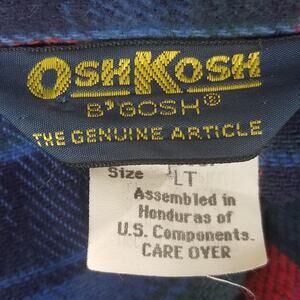 OSHKOSH
B'GOSH®
THE GENUINE ARTICLE
Size LT
Assembled in
Honduras of
U.S. Components.
CARE OVER